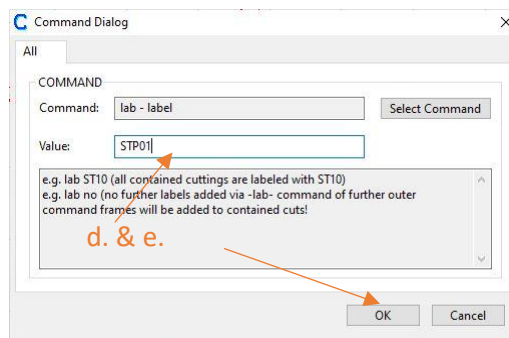 Command Dialog
All
COMMAND
Command: lab - label Select Command
Value: STP01
e.g. lab ST10 (all contained cuttings are labeled with ST10)
e.g. lab no (no further labels added via -lab- command of further outer
command frames will be added to contained cuts!
d. & e.
OK Cancel